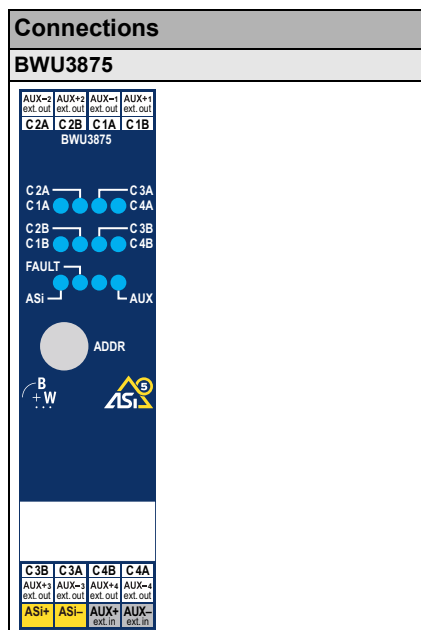 Connections
BWU3875
AUX–2 AUX+2 AUX–1 AUX+1
ext.out ext.out ext.out ext.out
C2A C2B C1A C1B
BWU3875
C2A C3A
C1A C4A
C2B C3B
C1B C4B
FAULT
ASi AUX
ADDR
B
+W
5
ASi
C3B C3A C4B C4A
AUX+3 AUX–3 AUX+4 AUX–4
ext.out ext.out ext.out ext.out
ASi+ ASi– AUX+ AUX–
ext.in ext.in